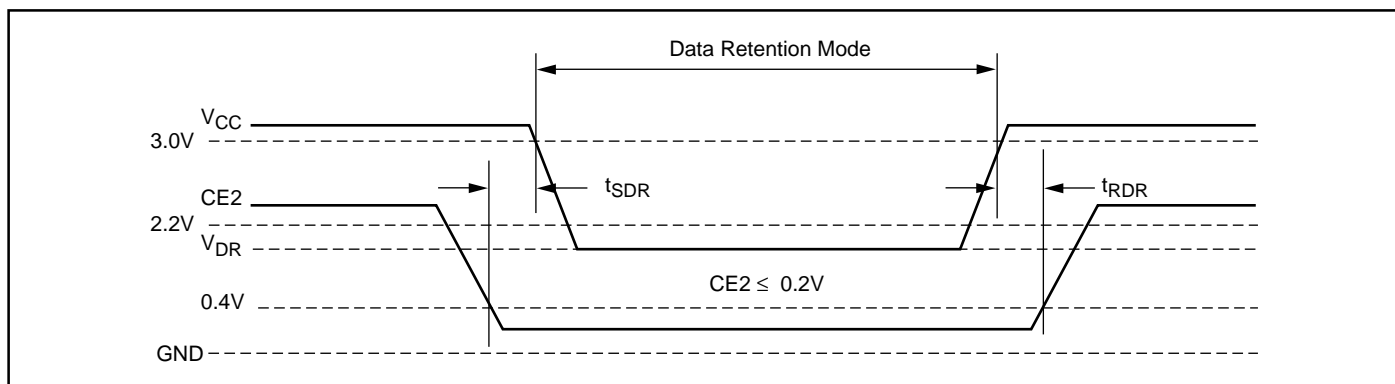 Data Retention Mode
VCC
3.0V
tSDR
tRDR
CE2
2.2V
VDR
CE2 ≤ 0.2V
0.4V
GND